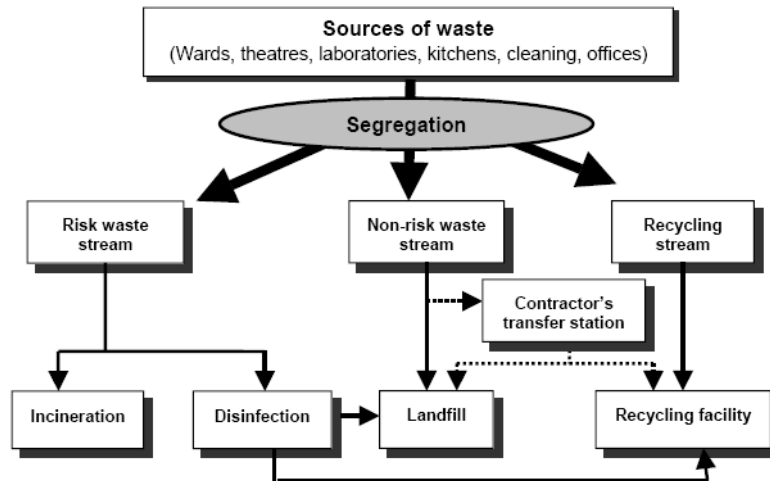 Sources of waste
(Wards, theatres, laboratories, kitchens, cleaning, offices)
Segregation
Risk waste
stream
Non-risk waste
stream
Recycling
stream
Contractor's
transfer station
Incineration
Disinfection
Landfill
Recycling facility